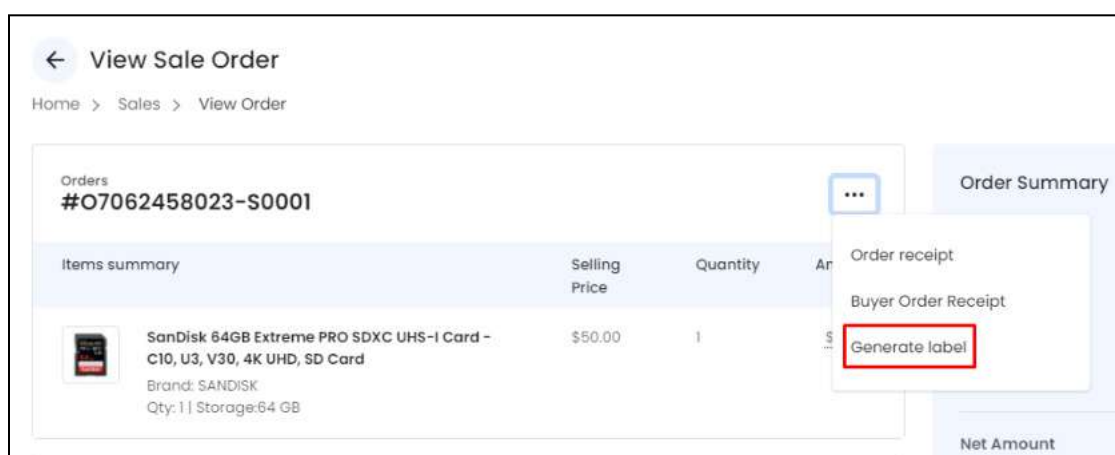 View Sale Order
Home > Sales > View Order
Orders
#O7062458023-S0001
...
Order Summary
Items summary
Selling
Price
Quantity
Order receipt
Buyer Order Receipt
Generate label
SanDisk 64GB Extreme PRO SDXC UHS-I Card -
C10, U3, V30, 4K UHD, SD Card
$50.00
1
Brand: SANDISK
Qty: 1 | Storage:64 GB
Net Amount